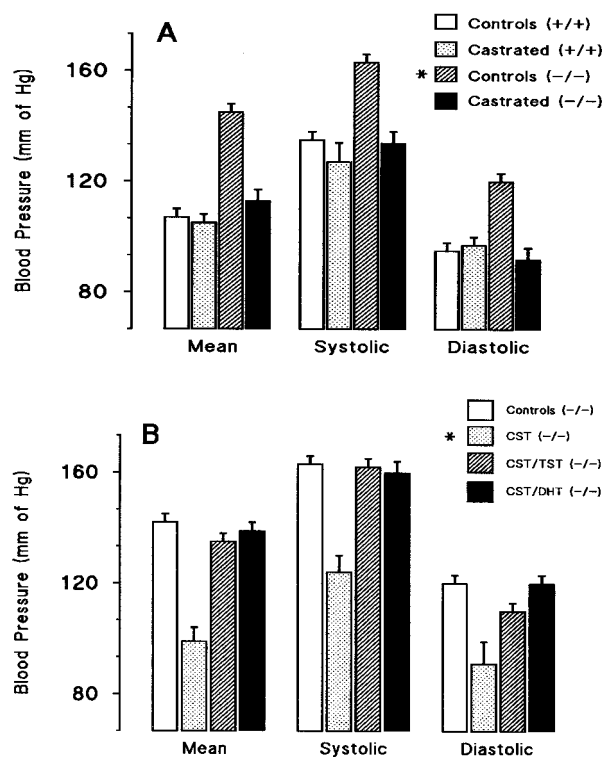 A
Controls (+/+)
Castrated (+/+)
* Controls (-/-)
Castrated (-/-)
Blood Pressure (mm of Hg)
160
120
80
Mean Systolic Diastolic
B
Controls (-/-)
* CST (-/-)
CST/TST (-/-)
CST/DHT (-/-)
Blood Pressure (mm of Hg)
160
120
80
Mean Systolic Diastolic